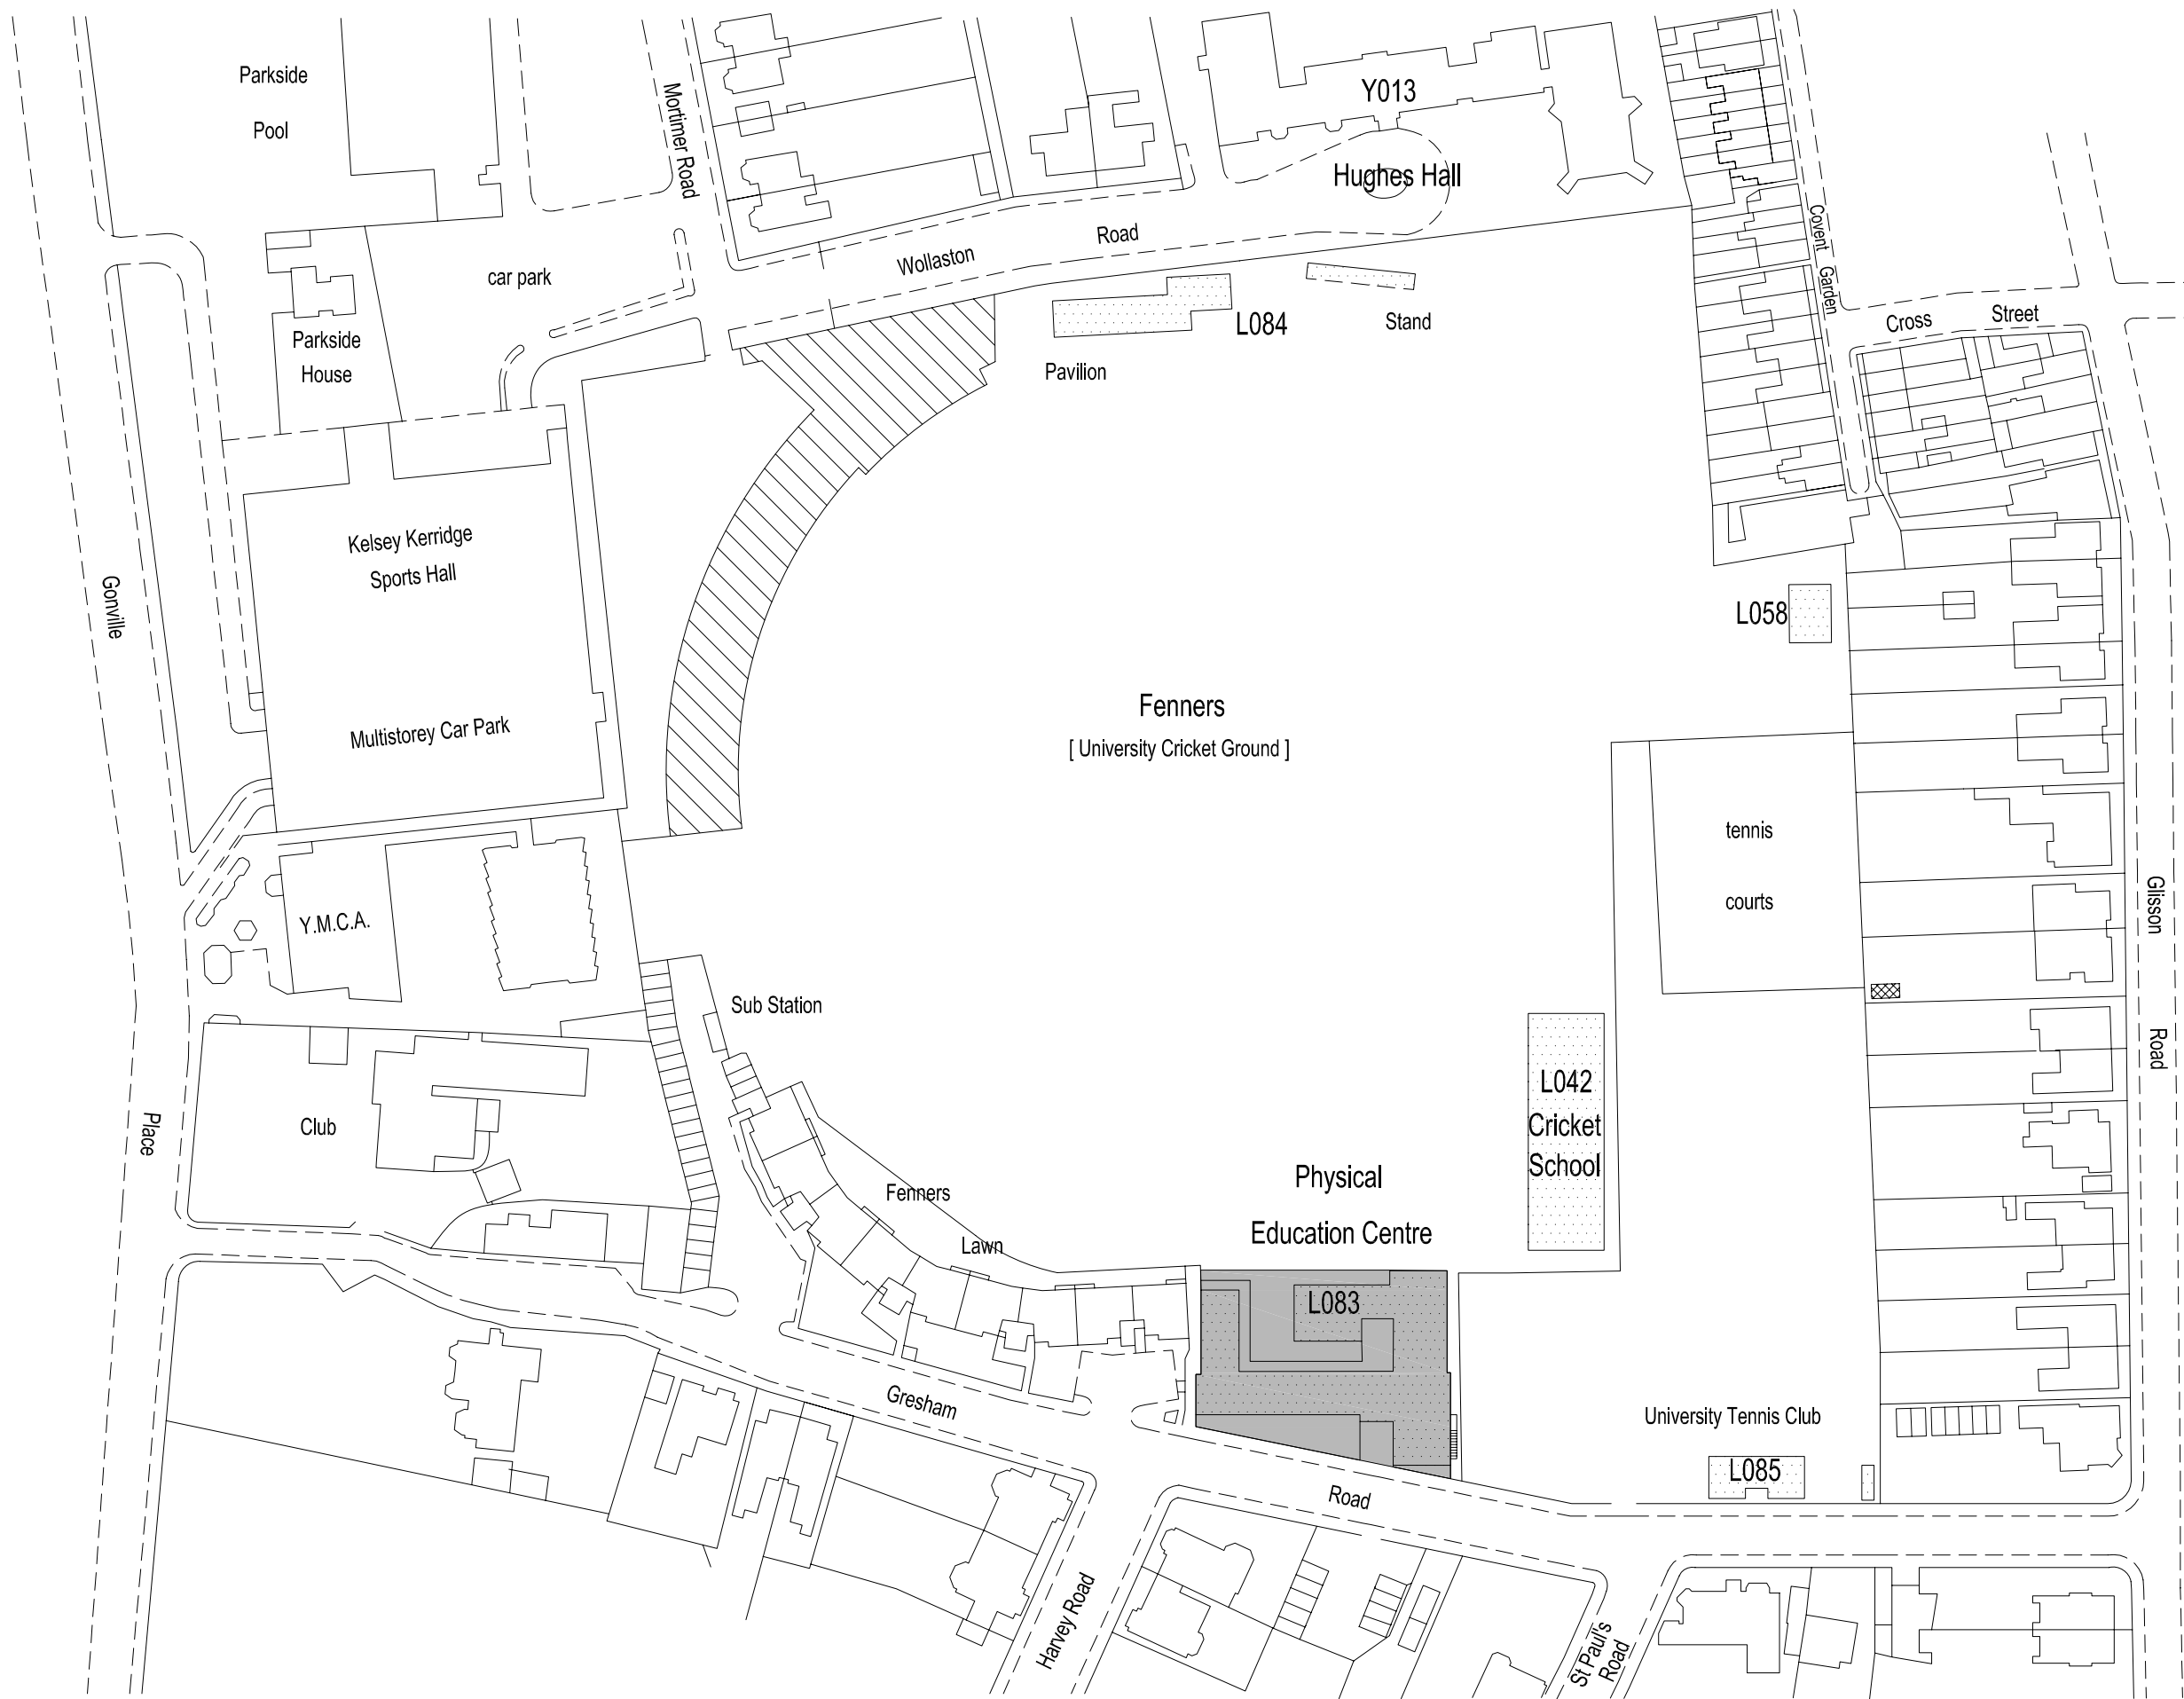 Parkside
Pool
Mortimer Road
Y013
Hughes Hall
Covent Garden
Wollaston Road
car park
Parkside
House
L084
Stand
Pavilion
Cross Street
Kelsey Kerridge
Sports Hall
Multistorey Car Park
Gonville
Place
L058
Fenners
[ University Cricket Ground ]
tennis
courts
Glisson
Road
Y.M.C.A.
Sub Station
Club
L042
Cricket
School
Fenners
Lawn
Physical
Education Centre
L083
Gresham
Road
University Tennis Club
L085
Harvey Road
St Paul's
Road